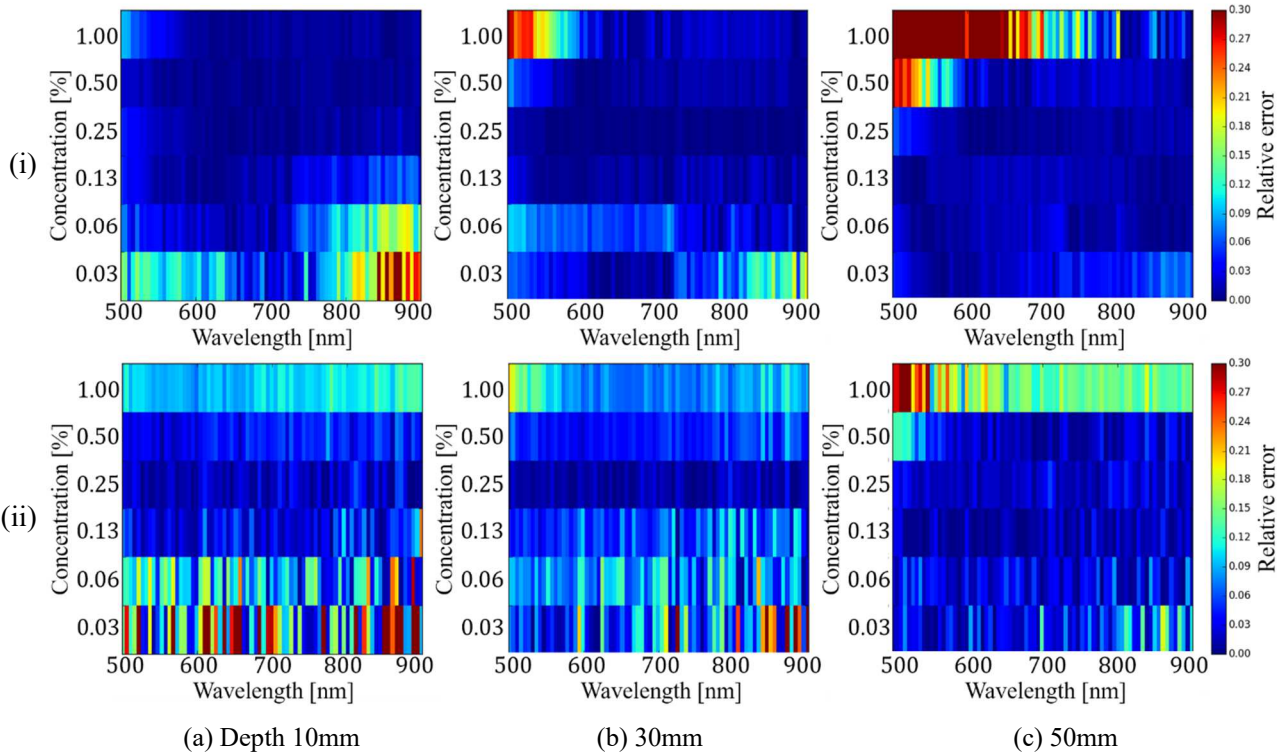 (i)
Concentration [%]
1.00
0.50
0.25
0.13
0.06
0.03
500 600 700 800 900
Wavelength [nm]
Concentration [%]
1.00
0.50
0.25
0.13
0.06
0.03
500 600 700 800 900
Wavelength [nm]
Concentration [%]
1.00
0.50
0.25
0.13
0.06
0.03
500 600 700 800 900
Wavelength [nm]
0.30
0.27
0.24
0.21
0.18
0.15
0.12
0.09
0.06
0.03
0.00
Relative error
(ii)
Concentration [%]
1.00
0.50
0.25
0.13
0.06
0.03
500 600 700 800 900
Wavelength [nm]
Concentration [%]
1.00
0.50
0.25
0.13
0.06
0.03
500 600 700 800 900
Wavelength [nm]
Concentration [%]
1.00
0.50
0.25
0.13
0.06
0.03
500 600 700 800 900
Wavelength [nm]
0.30
0.27
0.24
0.21
0.18
0.15
0.12
0.09
0.06
0.03
0.00
Relative error
(a) Depth 10mm
(b) 30mm
(c) 50mm